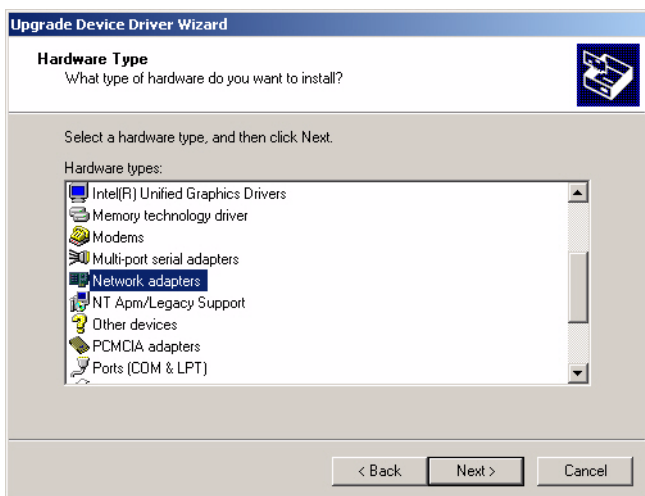 Upgrade Device Driver Wizard
Hardware Type
What type of hardware do you want to install?
Select a hardware type, and then click Next.
Hardware types:
Intel(R) Unified Graphics Drivers
Memory technology driver
Modems
Multi-port serial adapters
Network adapters
NT Apm/Legacy Support
Other devices
PCMCIA adapters
Ports (COM & LPT)
< Back Next > Cancel